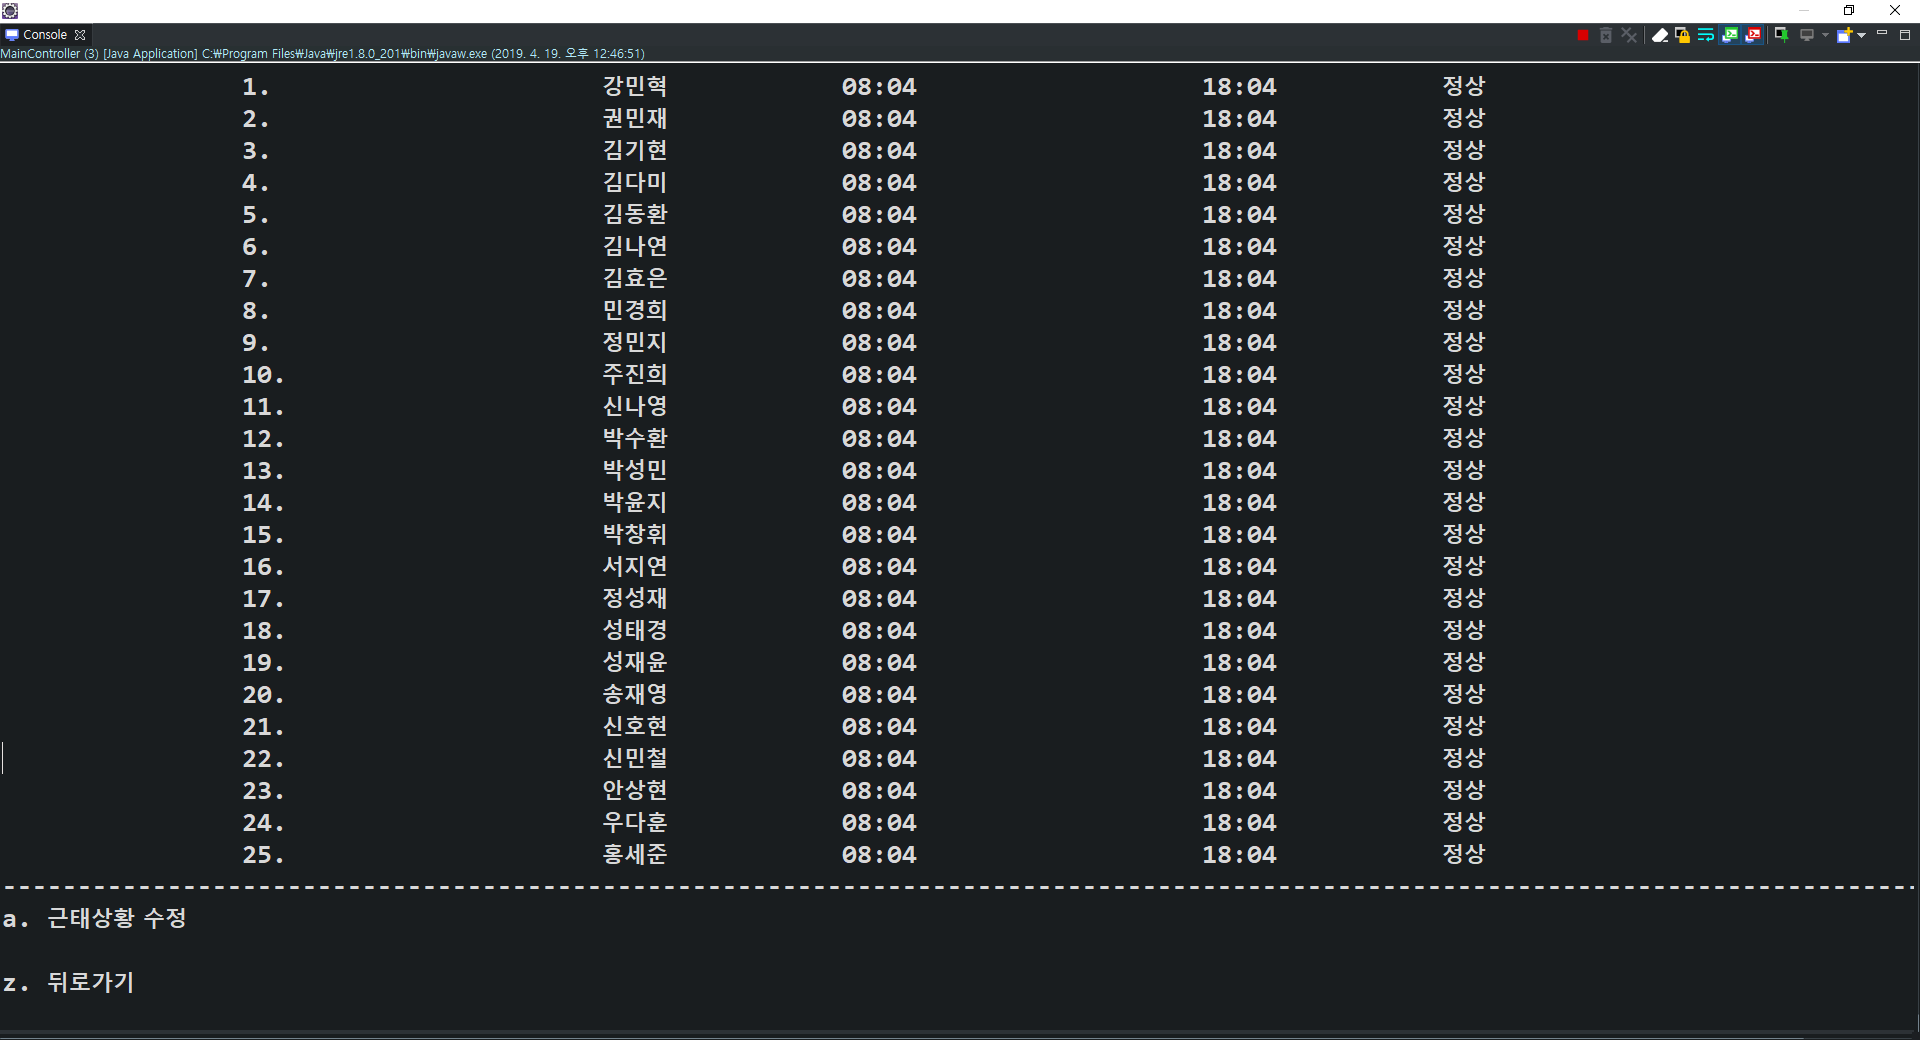 Console
MainController (3) [Java Application] C:₩Program Files₩Java₩jre1.8.0_201₩bin₩javaw.exe (2019. 4. 19. 오후 12:46:51)
1. 강민혁 08:04 18:04 정상
2. 권민재 08:04 18:04 정상
3. 김기현 08:04 18:04 정상
4. 김다미 08:04 18:04 정상
5. 김동환 08:04 18:04 정상
6. 김나연 08:04 18:04 정상
7. 김효은 08:04 18:04 정상
8. 민경희 08:04 18:04 정상
9. 정민지 08:04 18:04 정상
10. 주진희 08:04 18:04 정상
11. 신나영 08:04 18:04 정상
12. 박수환 08:04 18:04 정상
13. 박성민 08:04 18:04 정상
14. 박윤지 08:04 18:04 정상
15. 박창휘 08:04 18:04 정상
16. 서지연 08:04 18:04 정상
17. 정성재 08:04 18:04 정상
18. 성태경 08:04 18:04 정상
19. 성재윤 08:04 18:04 정상
20. 송재영 08:04 18:04 정상
21. 신호현 08:04 18:04 정상
22. 신민철 08:04 18:04 정상
23. 안상현 08:04 18:04 정상
24. 우다훈 08:04 18:04 정상
25. 홍세준 08:04 18:04 정상
a. 근태상황 수정
z. 뒤로가기